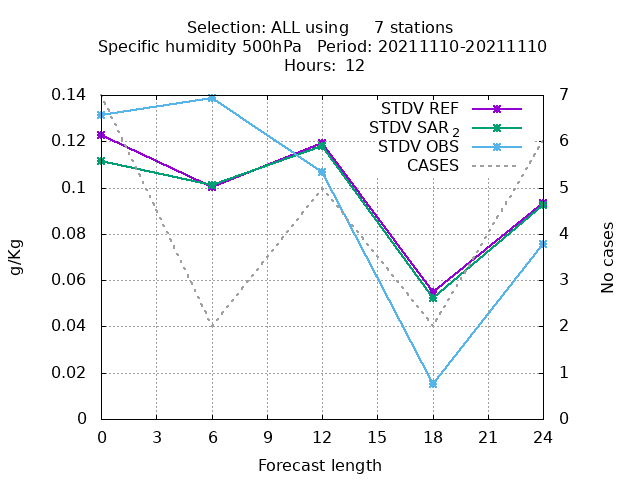 Selection: ALL using     7 stations
Specific humidity 500hPa   Period: 20211110-20211110
Hours: 12
0.14
0.12
0.1
0.08
0.06
0.04
0.02
0
g/Kg
7
6
5
4
3
2
1
0
No cases
STDV REF
STDV SAR 2
STDV OBS
CASES
0 3 6 9 12 15 18 21 24
Forecast length